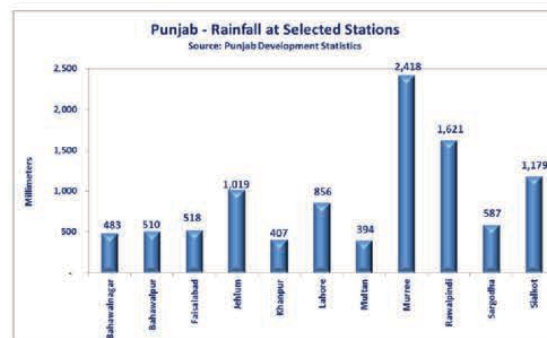 Punjab - Rainfall at Selected Stations
Source: Punjab Development Statistics
Millimeters
2,500
2,000
1,500
1,000
500
-
483
510
518
1,019
407
856
394
2,418
1,621
587
1,179
Bahawalnagar
Bahawalpur
Faisalabad
Jehlum
Khanpur
Lahore
Multan
Murree
Rawalpindi
Sargodha
Sialkot